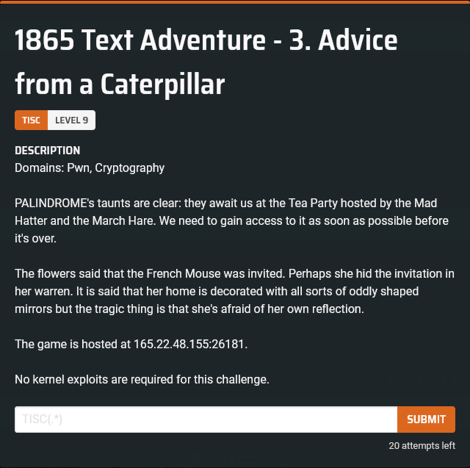 1865 Text Adventure - 3. Advice
from a Caterpillar
TISC LEVEL 9
DESCRIPTION
Domains: Pwn, Cryptography
PALINDROME's taunts are clear: they await us at the Tea Party hosted by the Mad
Hatter and the March Hare. We need to gain access to it as soon as possible before
it's over.
The flowers said that the French Mouse was invited. Perhaps she hid the invitation in
her warren. It is said that her home is decorated with all sorts of oddly shaped
mirrors but the tragic thing is that she's afraid of her own reflection.
The game is hosted at 165.22.48.155:26181.
No kernel exploits are required for this challenge.
TISC{.*} SUBMIT
20 attempts left